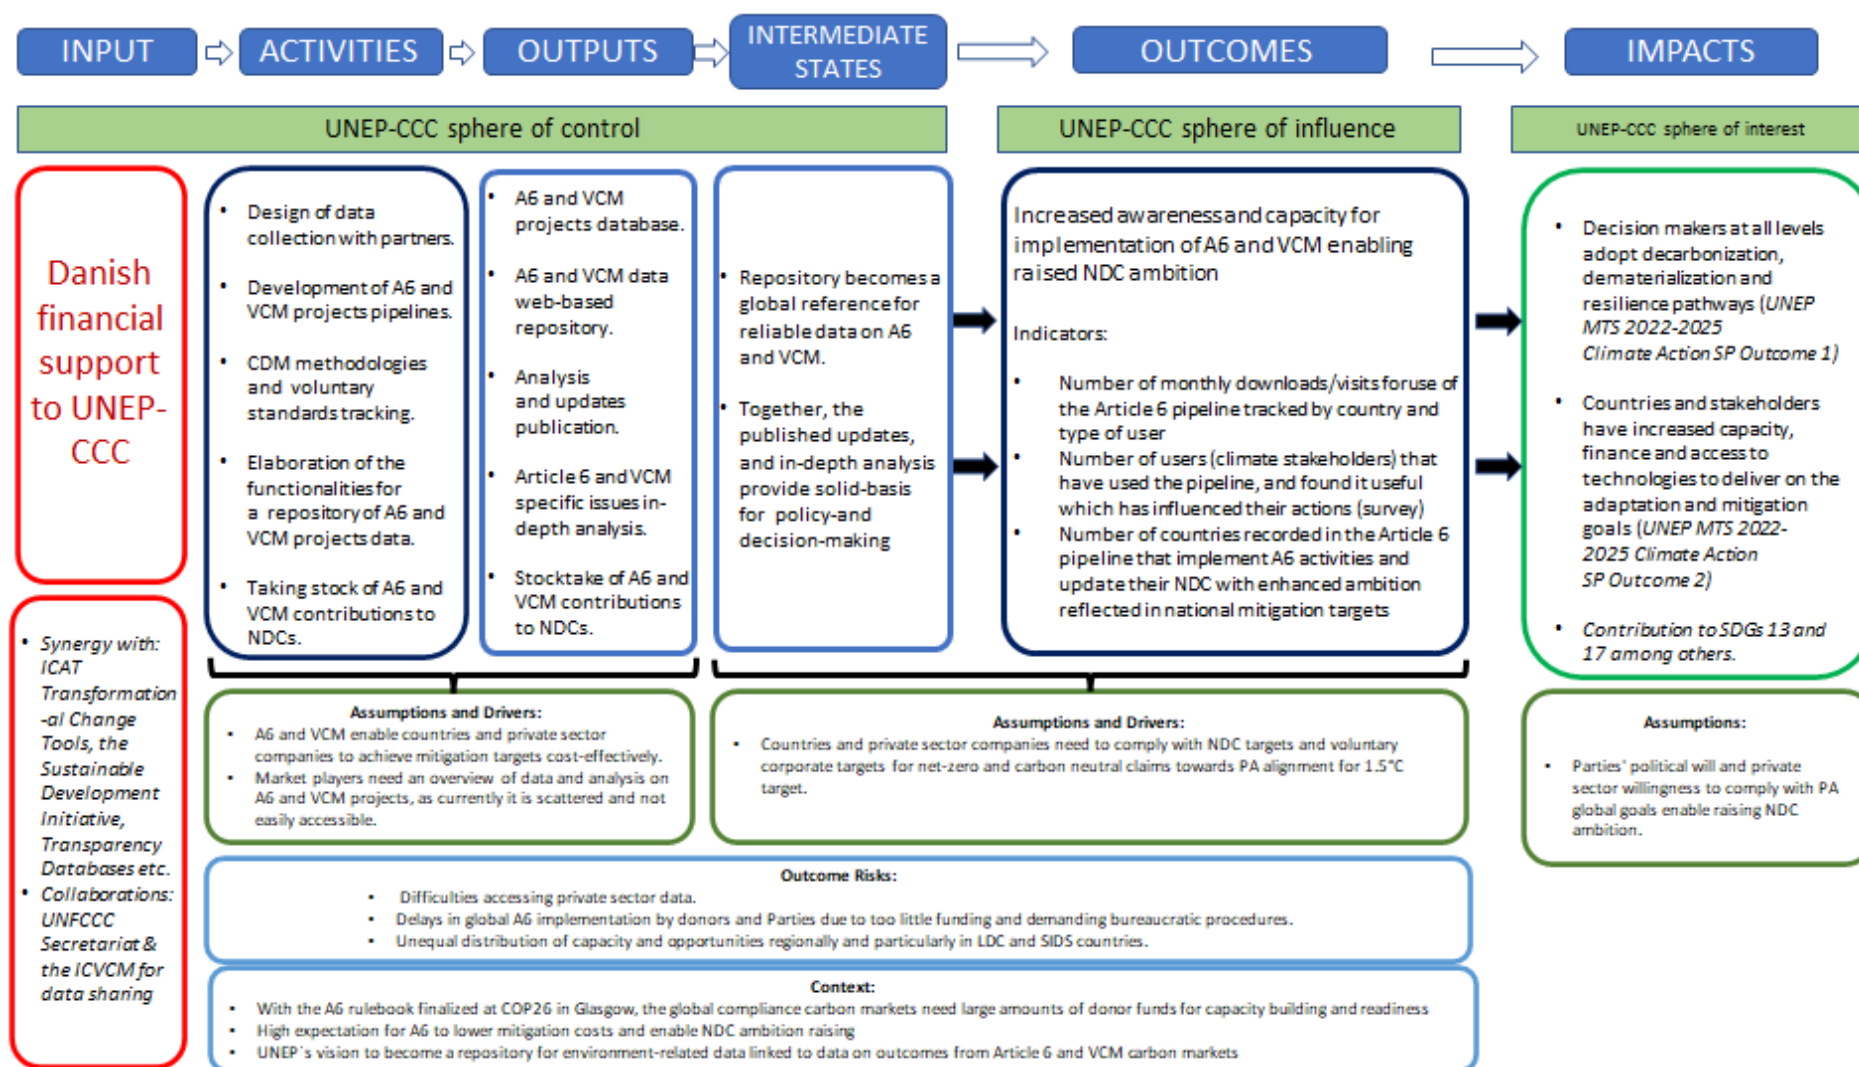 INPUT
ACTIVITIES
OUTPUTS
INTERMEDIATE
STATES
OUTCOMES
IMPACTS
UNEP-CCC sphere of control
UNEP-CCC sphere of influence
UNEP-CCC sphere of interest
Danish
financial
support
to UNEP-
CCC
• Synergy with:
ICAT
Transformation
-al Change
Tools, the
Sustainable
Development
Initiative,
Transparency
Databases etc.
• Collaborations:
UNFCCC
Secretariat &
the ICVCM for
data sharing
• Design of data
collection with partners.
• Development of A6 and
VCM projects pipelines.
• CDM methodologies
and voluntary
standards tracking.
• Elaboration of the
functionalities for
a repository of A6 and
VCM projects data.
• Taking stock of A6 and
VCM contributions to
NDCs.
• A6 and VCM
projects database.
• A6 and VCM data
web-based
repository.
• Analysis
and updates
publication.
• Article 6 and VCM
specific issues in-
depth analysis.
• Stocktake of A6 and
VCM contributions
to NDCs.
• Repository becomes a
global reference for
reliable data on A6
and VCM.
• Together, the
published updates,
and in-depth analysis
provide solid-basis
for policy-and
decision-making
Increased awareness and capacity for
implementation of A6 and VCM enabling
raised NDC ambition
Indicators:
• Number of monthly downloads/visits for use of
the Article 6 pipeline tracked by country and
type of user
• Number of users (climate stakeholders) that
have used the pipeline, and found it useful
which has influenced their actions (survey)
• Number of countries recorded in the Article 6
pipeline that implement A6 activities and
update their NDC with enhanced ambition
reflected in national mitigation targets
• Decision makers at all levels
adopt decarbonization,
dematerialization and
resilience pathways (UNEP
MTS 2022-2025
Climate Action SP Outcome 1)
• Countries and stakeholders
have increased capacity,
finance and access to
technologies to deliver on the
adaptation and mitigation
goals (UNEP MTS 2022-
2025 Climate Action
SP Outcome 2)
• Contribution to SDGs 13 and
17 among others.
Assumptions and Drivers:
• A6 and VCM enable countries and private sector
companies to achieve mitigation targets cost-effectively.
• Market players need an overview of data and analysis on
A6 and VCM projects, as currently it is scattered and not
easily accessible.
Assumptions and Drivers:
• Countries and private sector companies need to comply with NDC targets and voluntary
corporate targets for net-zero and carbon neutral claims towards PA alignment for 1.5°C
target.
Assumptions:
• Parties' political will and private
sector willingness to comply with PA
global goals enable raising NDC
ambition.
Outcome Risks:
• Difficulties accessing private sector data.
• Delays in global A6 implementation by donors and Parties due to too little funding and demanding bureaucratic procedures.
• Unequal distribution of capacity and opportunities regionally and particularly in LDC and SIDS countries.
Context:
• With the A6 rulebook finalized at COP26 in Glasgow, the global compliance carbon markets need large amounts of donor funds for capacity building and readiness
• High expectation for A6 to lower mitigation costs and enable NDC ambition raising
• UNEP´s vision to become a repository for environment-related data linked to data on outcomes from Article 6 and VCM carbon markets